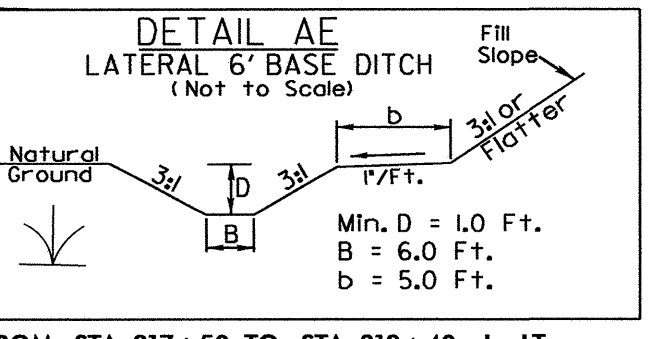 DETAIL AE
LATERAL 6' BASE DITCH
(Not to Scale)
Fill
Slope
b
3:1 or
Flatter
Natural
Ground
3:1
D
3:1
1"/Ft.
B
Min. D = 1.0 Ft.
B = 6.0 Ft.
b = 5.0 Ft.